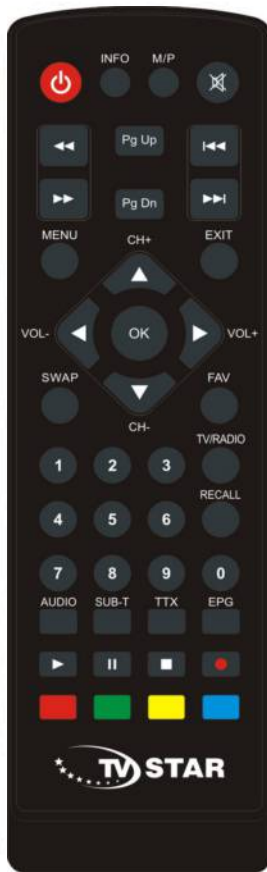 INFO M/P
Pg Up
Pg Dn
MENU CH+ EXIT
VOL- OK VOL+
SWAP FAV
CH-
TV/RADIO
1 2 3
RECALL
4 5 6
7 8 9 0
AUDIO SUB-T TTX EPG
TV STAR